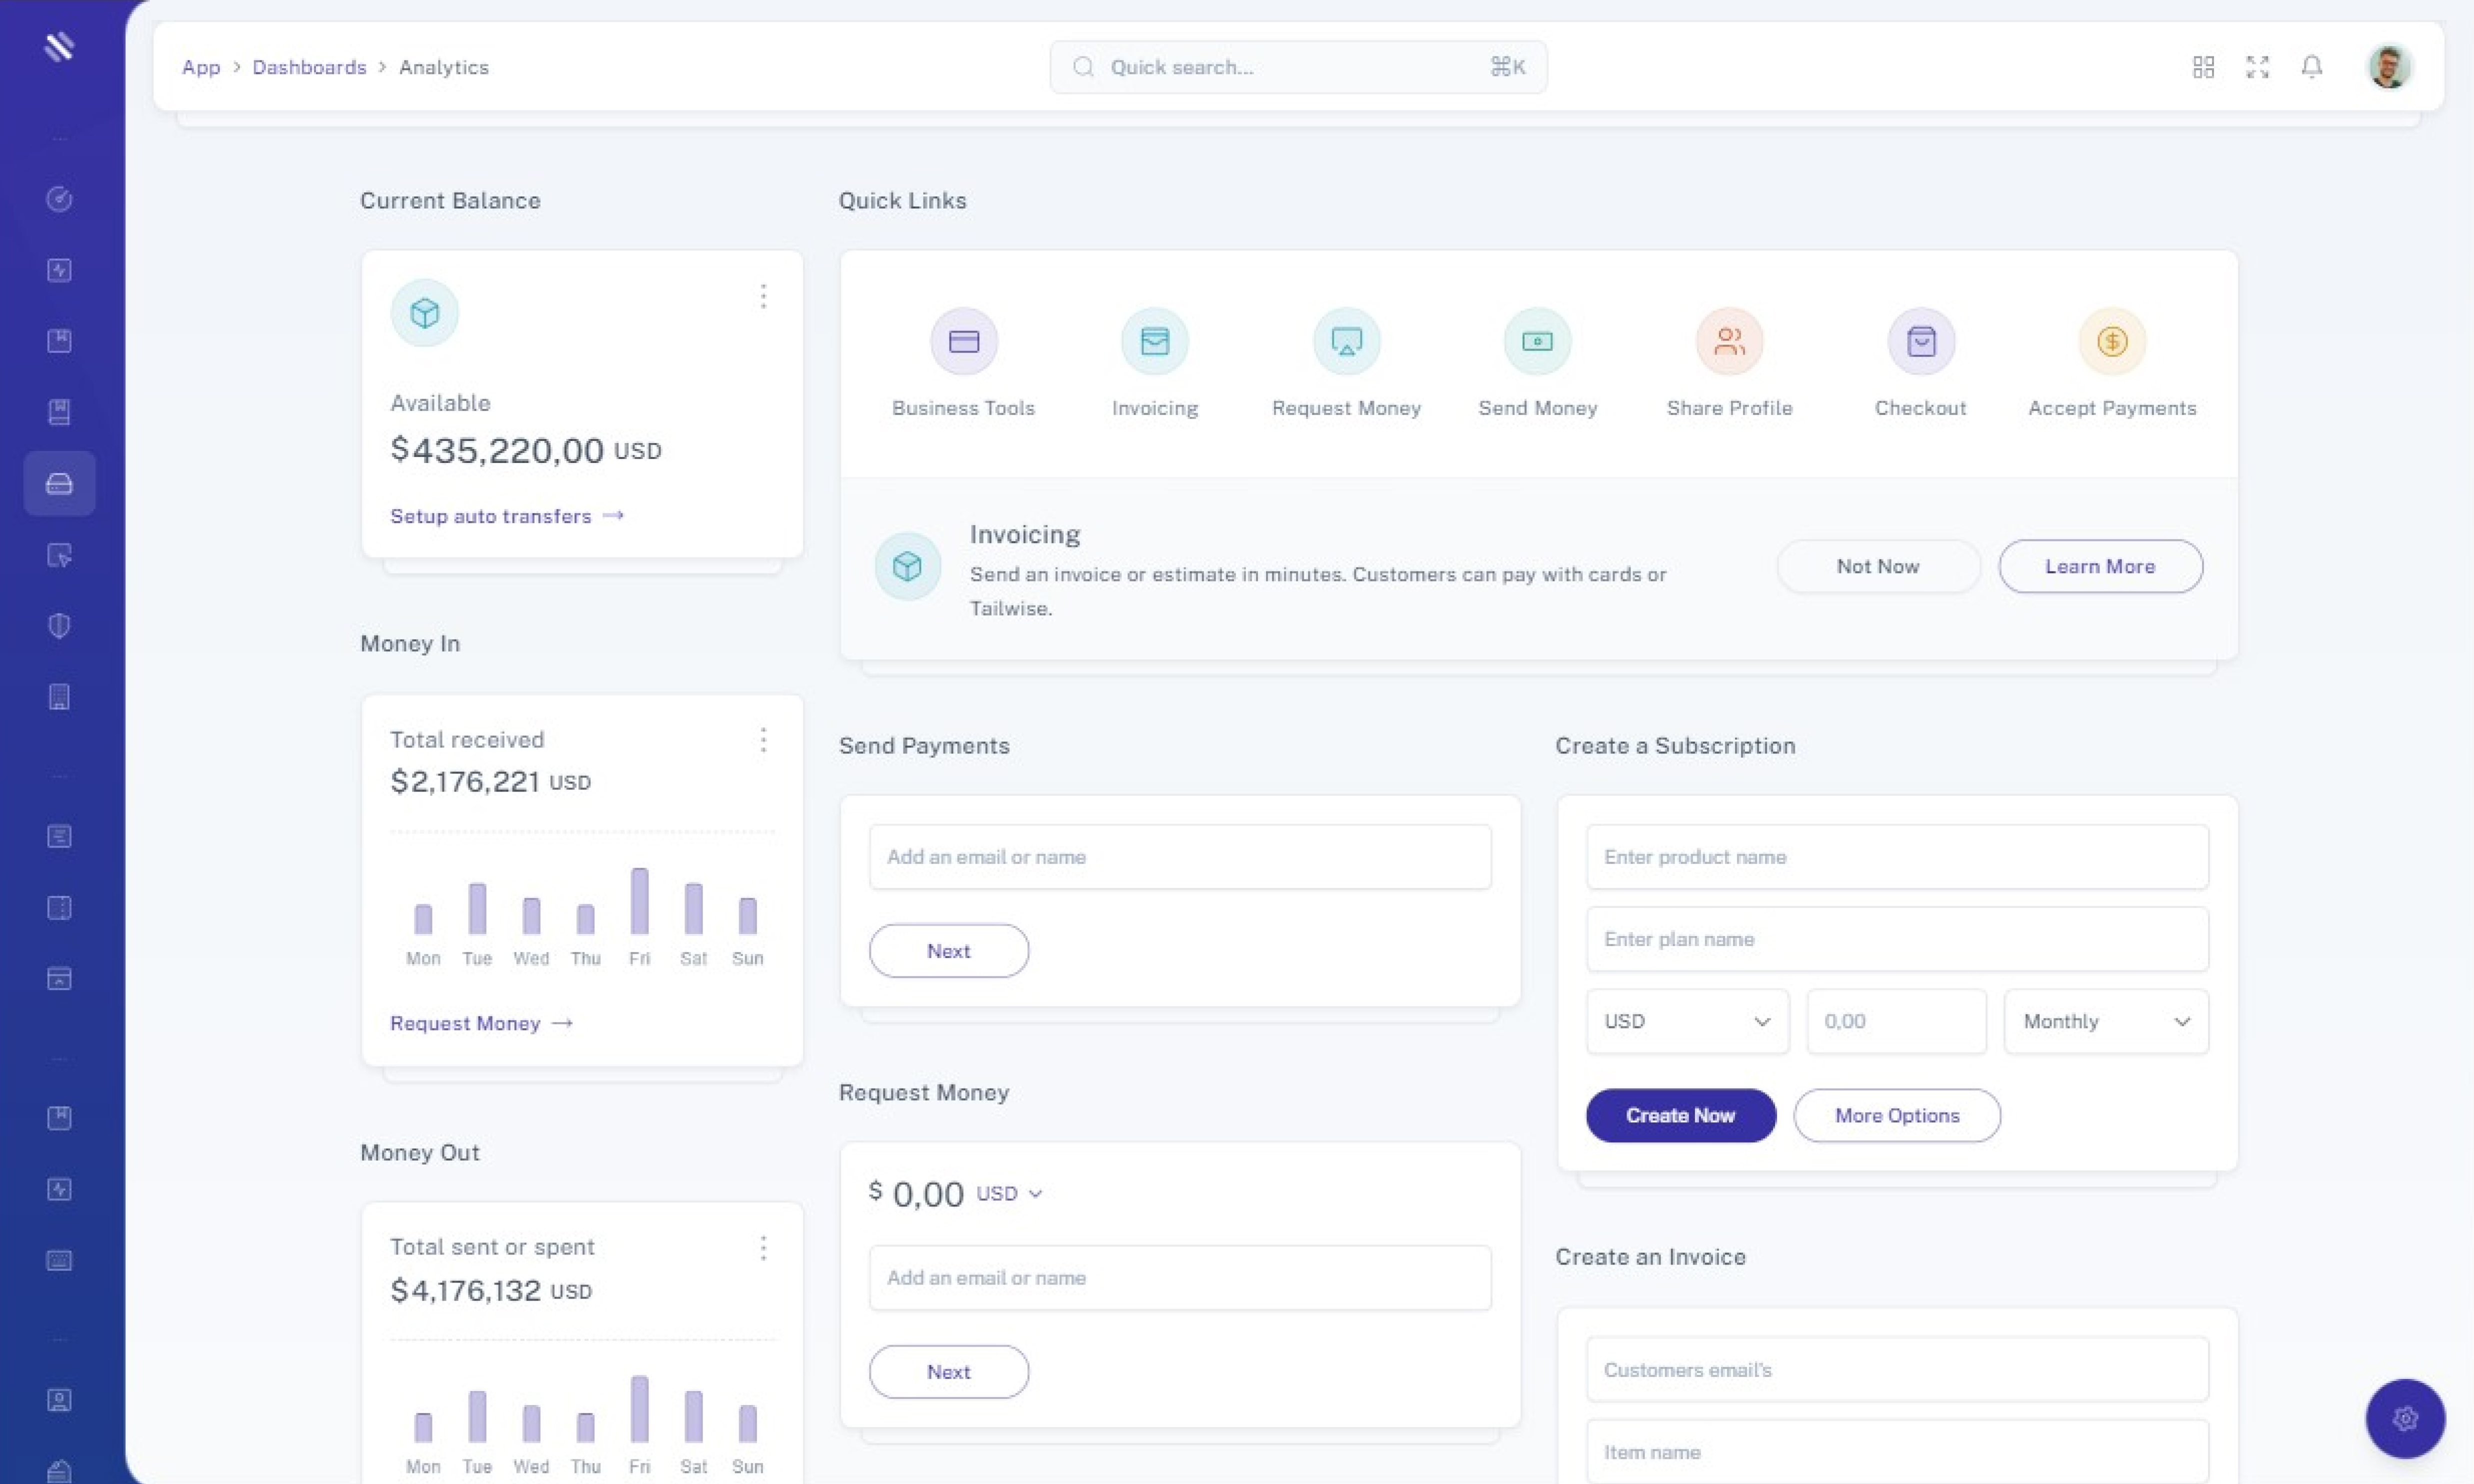 App > Dashboards > Analytics
Quick search... ⌘K
Current Balance
Available
$435,220,00 USD
Setup auto transfers →
Money In
Total received
$2,176,221 USD
Mon Tue Wed Thu Fri Sat Sun
Request Money →
Money Out
Total sent or spent
$4,176,132 USD
Mon Tue Wed Thu Fri Sat Sun
Quick Links
Business Tools
Invoicing
Request Money
Send Money
Share Profile
Checkout
Accept Payments
Invoicing
Send an invoice or estimate in minutes. Customers can pay with cards or
Tailwise.
Not Now
Learn More
Send Payments
Add an email or name
Next
Request Money
$ 0,00 USD
Add an email or name
Next
Create a Subscription
Enter product name
Enter plan name
USD 0,00 Monthly
Create Now
More Options
Create an Invoice
Customers email's
Item name